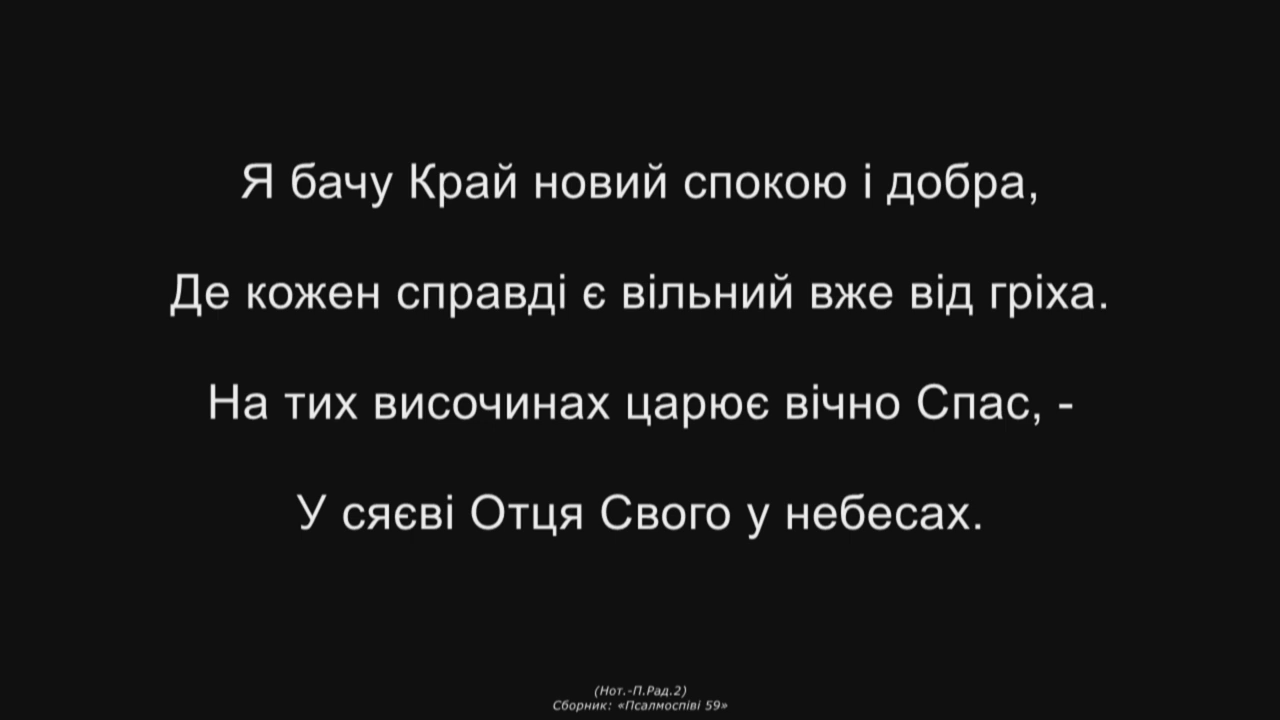 Я бачу Край новий спокою і добра,
Де кожен справді є вільний вже від гріха.
На тих височинах царює вічно Спас, -
У сяєві Отця Свого у небесах.
(Нот.-П.Рад.2)
Сборник: «Псалмоспіві 59»